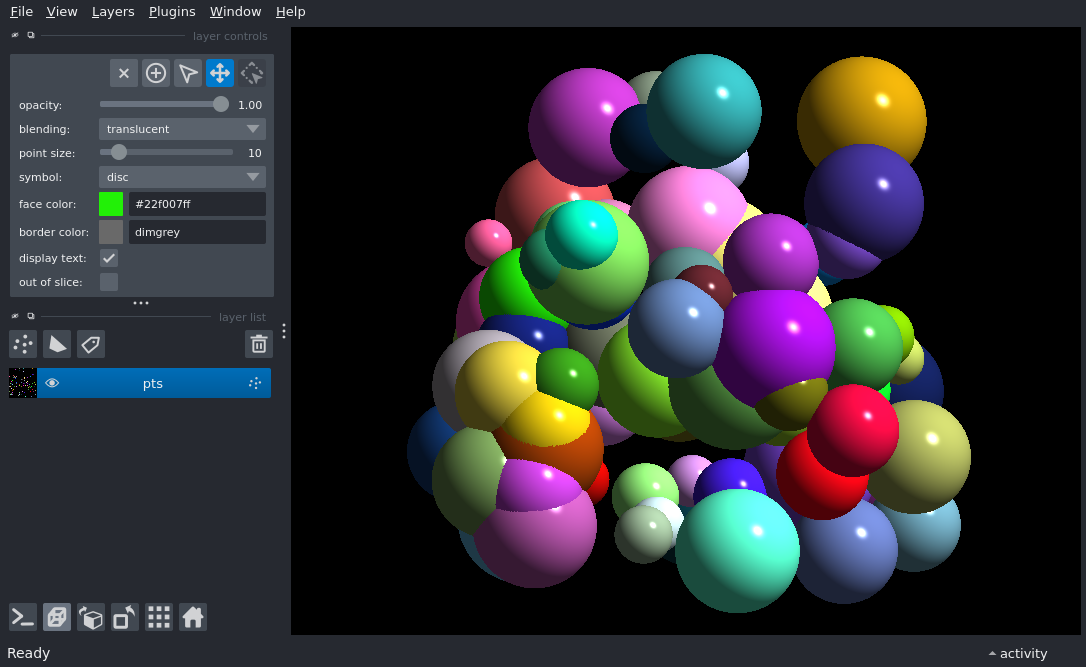 File View Layers Plugins Window Help
layer controls
opacity: 1.00
blending: translucent
point size: 10
symbol: disc
face color: #22f007ff
border color: dimgrey
display text:
out of slice:
layer list
pts
Ready
activity